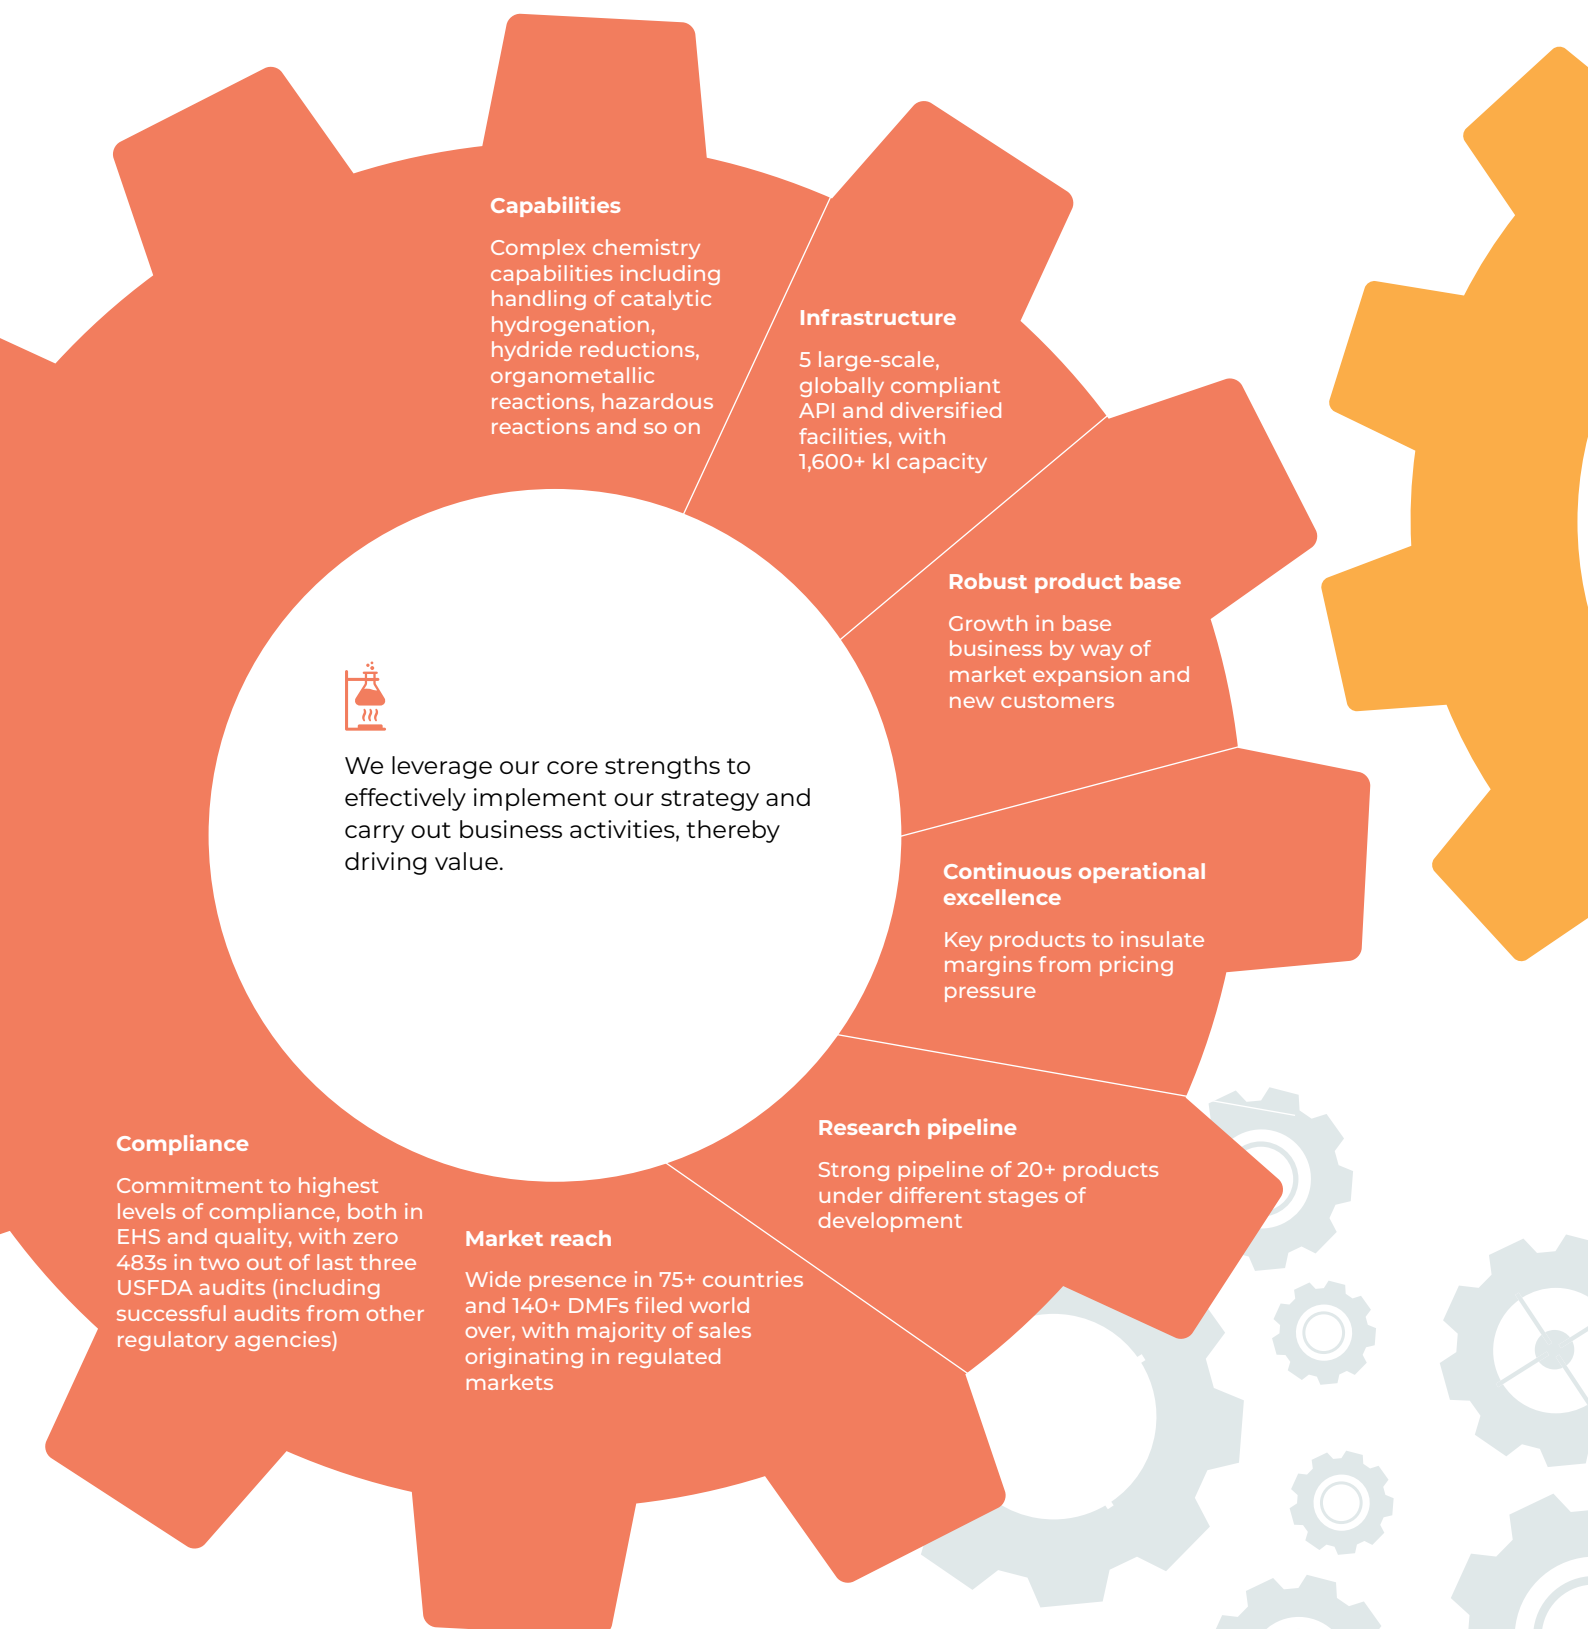 Capabilities
Complex chemistry
capabilities including
handling of catalytic
hydrogenation,
hydride reductions,
organometallic
reactions, hazardous
reactions and so on
Infrastructure
5 large-scale,
globally compliant
API and diversified
facilities, with
1,600+ kl capacity
Robust product base
Growth in base
business by way of
market expansion and
new customers
We leverage our core strengths to
effectively implement our strategy and
carry out business activities, thereby
driving value.
Continuous operational
excellence
Key products to insulate
margins from pricing
pressure
Research pipeline
Strong pipeline of 20+ products
under different stages of
development
Compliance
Commitment to highest
levels of compliance, both in
EHS and quality, with zero
483s in two out of last three
USFDA audits (including
successful audits from other
regulatory agencies)
Market reach
Wide presence in 75+ countries
and 140+ DMFs filed world
over, with majority of sales
originating in regulated
markets